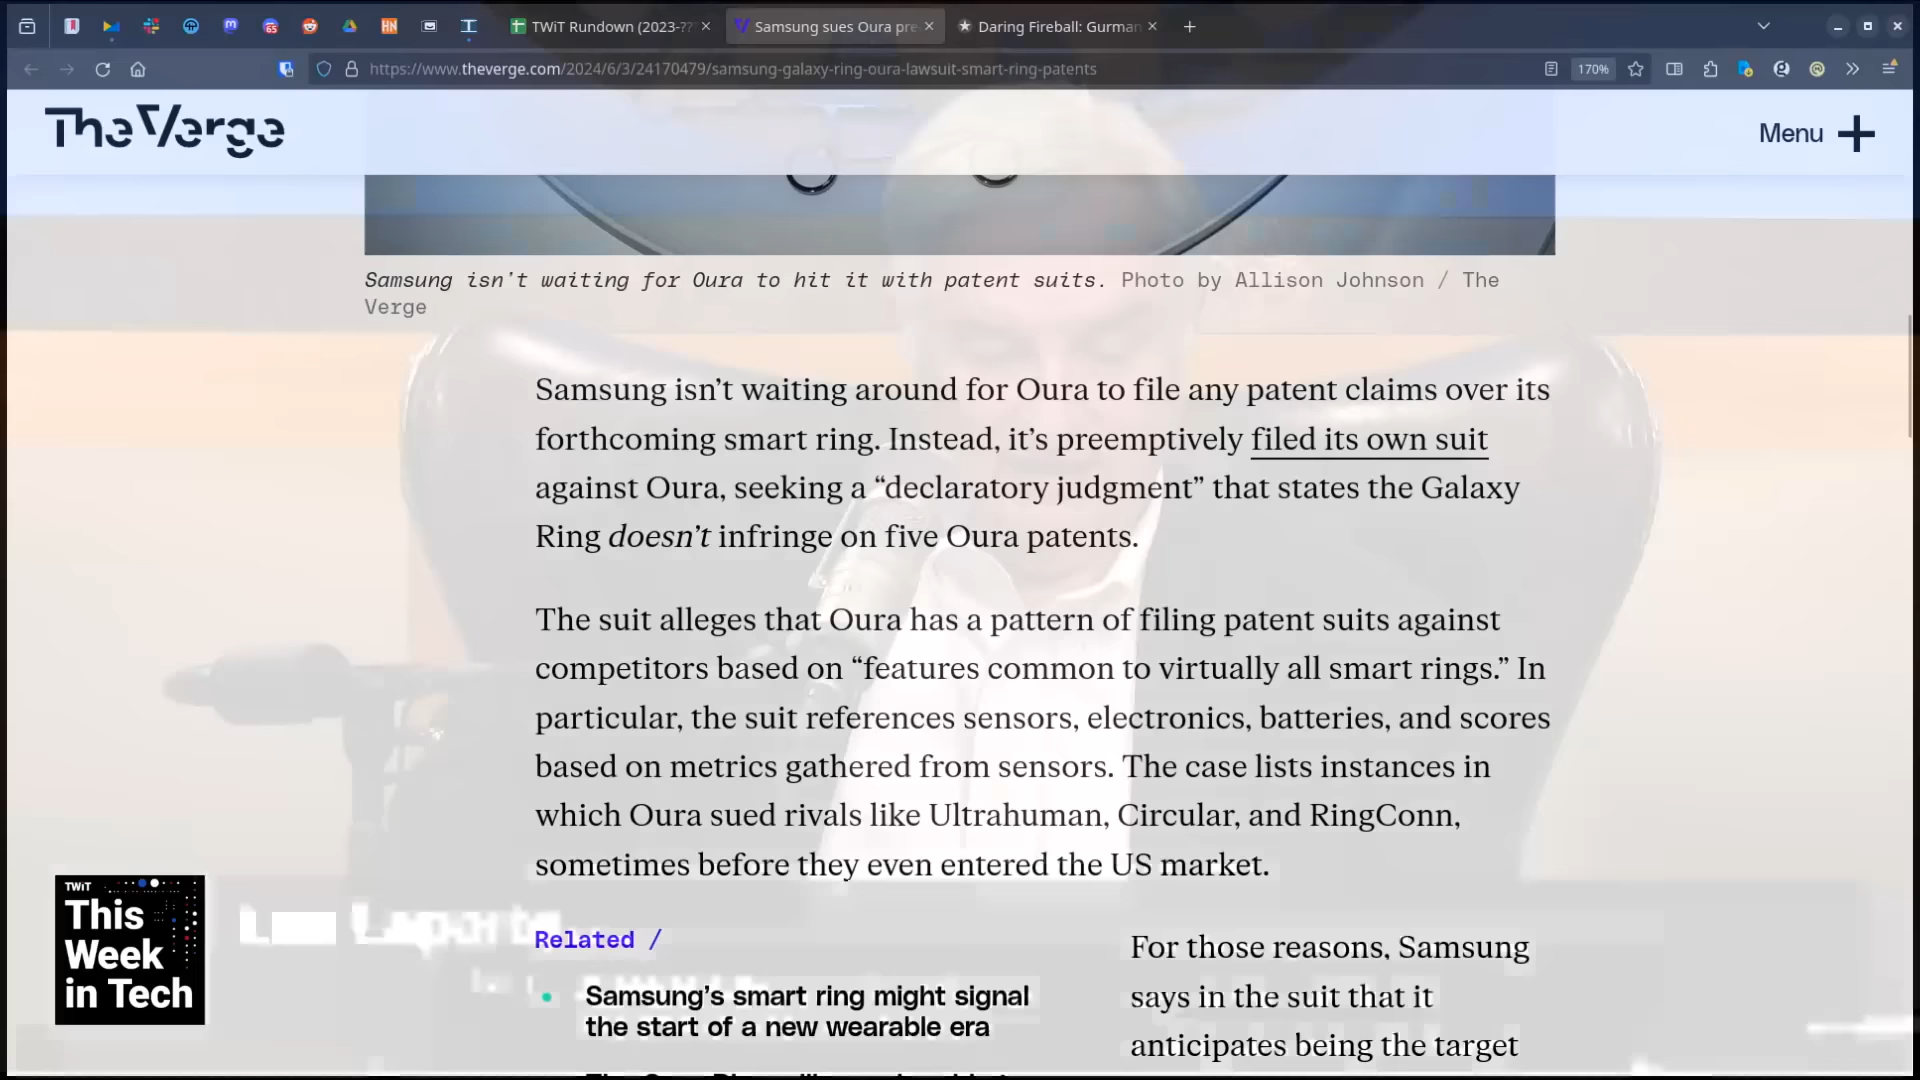 TWiT Rundown (2023-??
Samsung sues Oura pre
Daring Fireball: Gurman
https://www.theverge.com/2024/6/3/24170479/samsung-galaxy-ring-oura-lawsuit-smart-ring-patents
170%
The Verge
Menu
Samsung isn't waiting for Oura to hit it with patent suits. Photo by Allison Johnson / The
Verge
Samsung isn’t waiting around for Oura to file any patent claims over its
forthcoming smart ring. Instead, it’s preemptively filed its own suit
against Oura, seeking a “declaratory judgment” that states the Galaxy
Ring doesn’t infringe on five Oura patents.
The suit alleges that Oura has a pattern of filing patent suits against
competitors based on “features common to virtually all smart rings.” In
particular, the suit references sensors, electronics, batteries, and scores
based on metrics gathered from sensors. The case lists instances in
which Oura sued rivals like Ultrahuman, Circular, and RingConn,
sometimes before they even entered the US market.
Related /
Samsung’s smart ring might signal
the start of a new wearable era
For those reasons, Samsung
says in the suit that it
anticipates being the target
TWiT
This
Week
in Tech